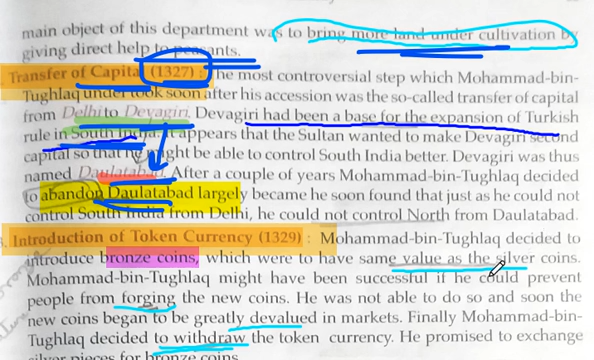 main object of this department was to bring more land under cultivation by
giving direct help to peasants.
Transfer of Capital (1327) : The most controversial step which Mohammad-bin-
Tughlaq under took soon after his accession was the so-called transfer of capital
from Delhi to Devagiri. Devagiri had been a base for the expansion of Turkish
rule in South India. It appears that the Sultan wanted to make Devagiri second
capital so that he might be able to control South India better. Devagiri was thus
named Daulatabad. After a couple of years Mohammad-bin-Tughlaq decided
to abandon Daulatabad largely became he soon found that just as he could not
control South India from Delhi, he could not control North from Daulatabad.
Introduction of Token Currency (1329) : Mohammad-bin-Tughlaq decided to
introduce bronze coins, which were to have same value as the silver coins.
Mohammad-bin-Tughlaq might have been successful if he could prevent
people from forging the new coins. He was not able to do so and soon the
new coins began to be greatly devalued in markets. Finally Mohammad-bin-
Tughlaq decided to withdraw the token currency. He promised to exchange
silver pieces for bronze coins.